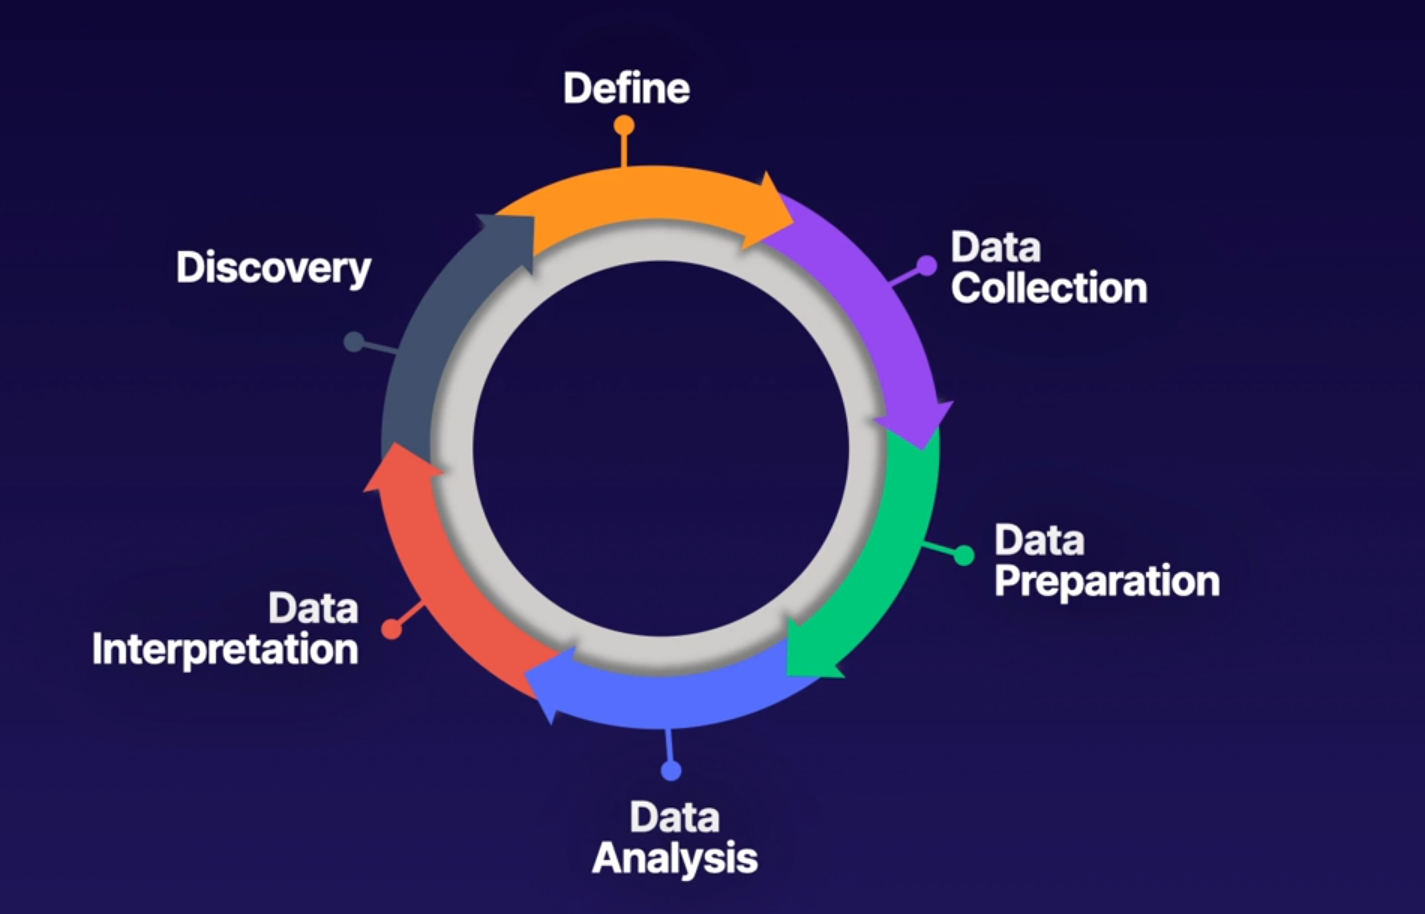 Define
Data
Collection
Data
Preparation
Data
Analysis
Data
Interpretation
Discovery